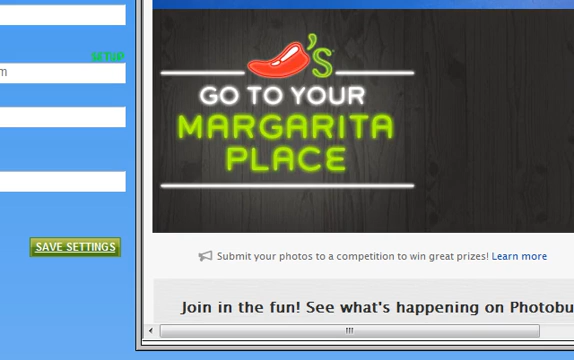 SETUP
m
'S
GO TO YOUR
MARGARITA
PLACE
SAVE SETTINGS
Submit your photos to a competition to win great prizes! Learn more
Join in the fun! See what's happening on Photobu